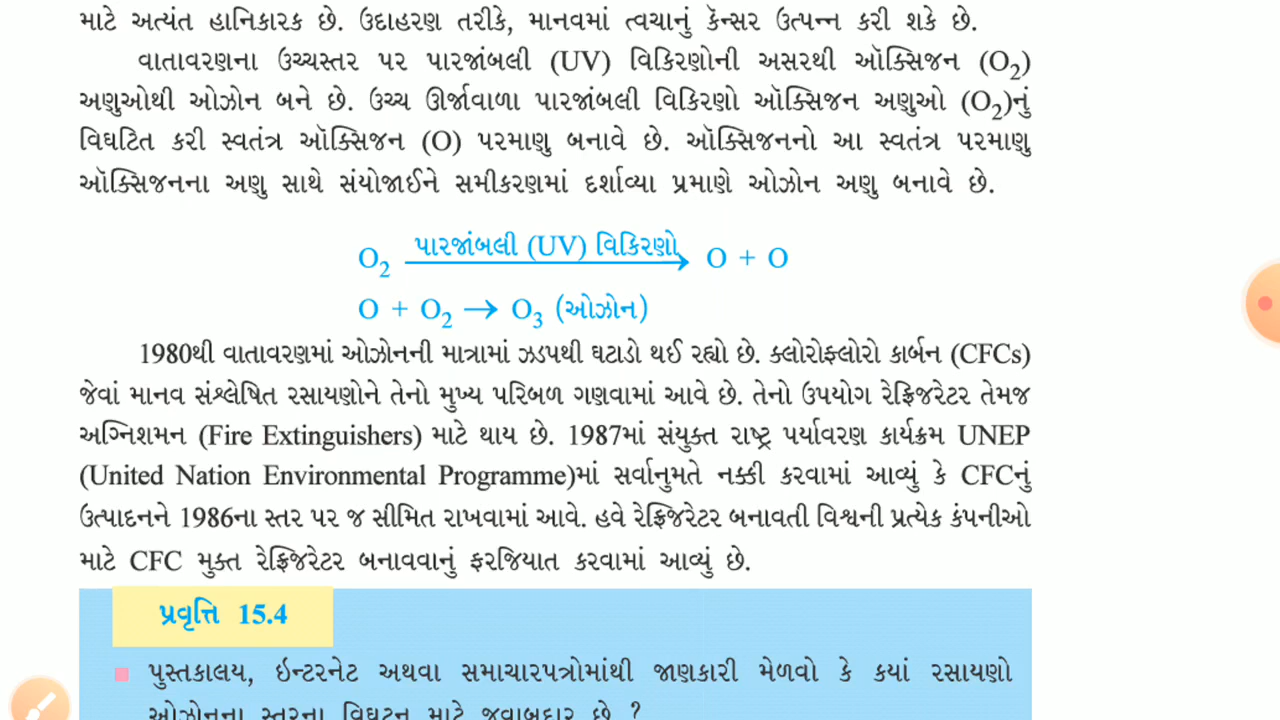 માટે અત્યંત હાનિકારક છે. ઉદાહરણ તરીકે, માનવમાં ત્વચાનું કૅન્સર ઉત્પન્ન કરી શકે છે.
વાતાવરણના ઉચ્ચસ્તર પર પારજાંબલી (UV) વિકિરણોની અસરથી ઑક્સિજન (O₂)
અણુઓથી ઓઝોન બને છે. ઉચ્ચ ઊર્જાવાળા પારજાંબલી વિકિરણો ઑક્સિજન અણુઓ (O₂)નું
વિઘટિત કરી સ્વતંત્ર ઑક્સિજન (O) પરમાણુ બનાવે છે. ઑક્સિજનનો આ સ્વતંત્ર પરમાણુ
ઑક્સિજનના અણુ સાથે સંયોજાઈને સમીકરણમાં દર્શાવ્યા પ્રમાણે ઓઝોન અણુ બનાવે છે.
O₂ પારજાંબલી (UV) વિકિરણો → O + O
O + O₂ → O₃ (ઓઝોન)
1980થી વાતાવરણમાં ઓઝોનની માત્રામાં ઝડપથી ઘટાડો થઈ રહ્યો છે. ક્લોરોફ્લોરો કાર્બન (CFCs)
જેવાં માનવ સંશ્લેષિત રસાયણોને તેનો મુખ્ય પરિબળ ગણવામાં આવે છે. તેનો ઉપયોગ રેફ્રિજરેટર તેમજ
અગ્નિશમન (Fire Extinguishers) માટે થાય છે. 1987માં સંયુક્ત રાષ્ટ્ર પર્યાવરણ કાર્યક્રમ UNEP
(United Nation Environmental Programme)માં સર્વાનુમતે નક્કી કરવામાં આવ્યું કે CFCનું
ઉત્પાદનને 1986ના સ્તર પર જ સીમિત રાખવામાં આવે. હવે રેફ્રિજરેટર બનાવતી વિશ્વની પ્રત્યેક કંપનીઓ
માટે CFC મુક્ત રેફ્રિજરેટર બનાવવાનું ફરજિયાત કરવામાં આવ્યું છે.
પ્રવૃત્તિ 15.4
પુસ્તકાલય, ઇન્ટરનેટ અથવા સમાચારપત્રોમાંથી જાણકારી મેળવો કે કયાં રસાયણો
ઓઝોનના સ્તરના વિઘટન માટે જવાબદાર છે ?